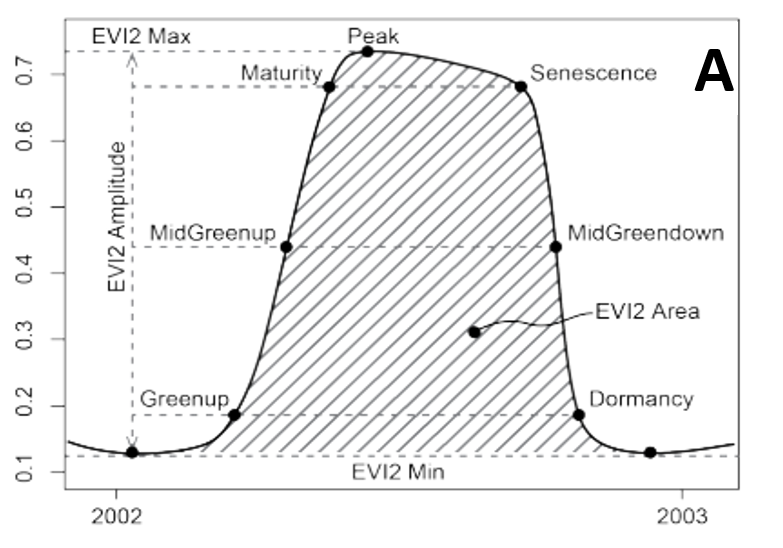 EVI2 Max
Peak
A
Maturity
Senescence
0.7
0.6
0.5
EVI2 Amplitude
MidGreenup
MidGreendown
0.4
0.3
EVI2 Area
Greenup
Dormancy
0.2
0.1
EVI2 Min
2002
2003